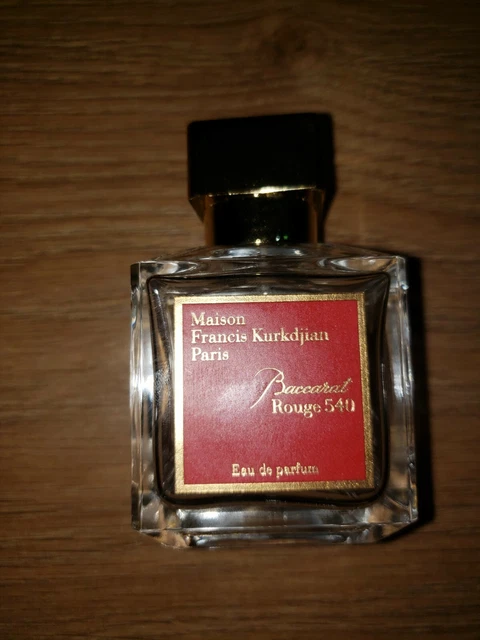 Maison
Francis Kurkdjian
Paris
Baccarat
Rouge 540
Eau de parfum